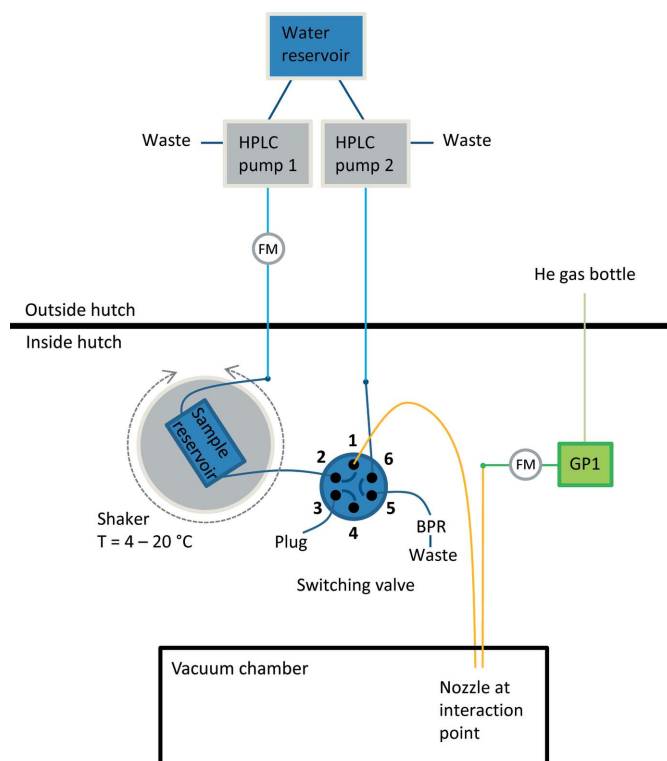 Water
reservoir
Waste
HPLC
pump 1
HPLC
pump 2
Waste
FM
He gas bottle
Outside hutch
Inside hutch
Sample
reservoir
1
2
6
3
5
4
FM
GP1
Shaker
T = 4 – 20 °C
Plug
BPR
Waste
Switching valve
Vacuum chamber
Nozzle at
interaction
point